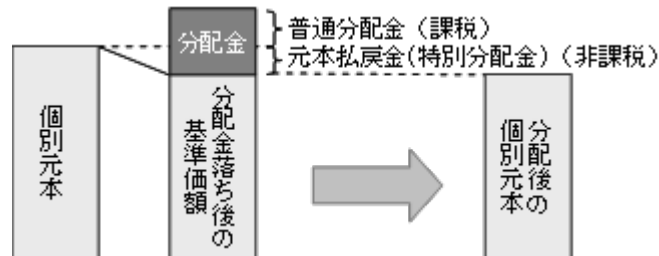 分配金
普通分配金(課税)
元本払戻金(特別分配金)(非課税)
個別元本
分配金落ち後の
基準価額
分配後の
個別元本